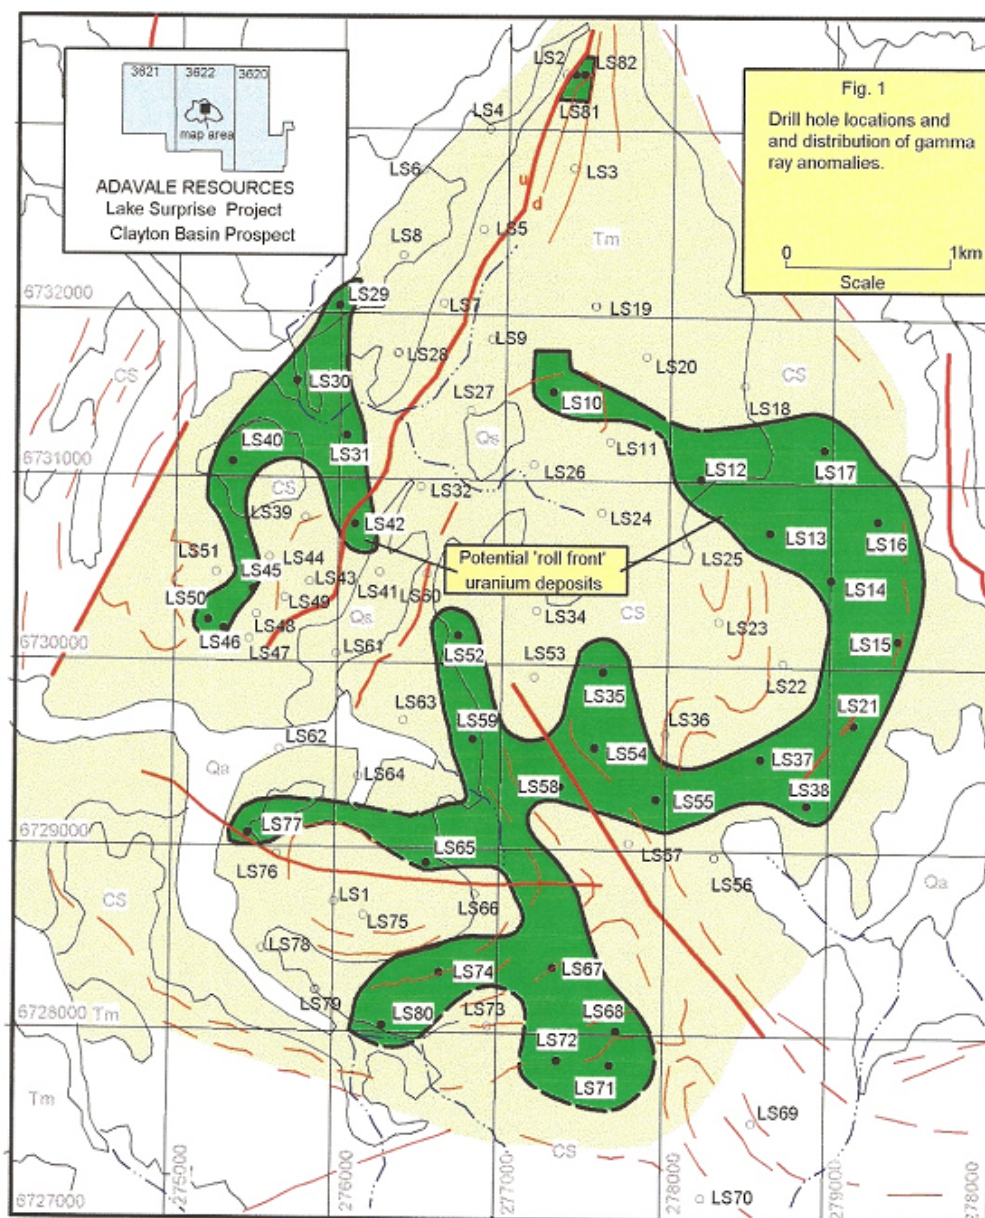 3621 3622 3620
map area
ADAVALE RESOURCES
Lake Surprise Project
Clayton Basin Prospect
Fig. 1
Drill hole locations and
and distribution of gamma
ray anomalies.
0 1km
Scale
LS2 LS82
LS81
LS4
LS6
LS3
u
d
LS5
Tm
LS8
6732000
LS29
LS7
LS19
LS28
LS9
LS20
CS
CS
LS30
LS27
LS10
LS18
Qs
LS40
LS31
LS11
LS17
6731000
LS26
LS12
CS
LS32
LS39
LS42
LS24
LS13
LS16
LS51
LS44
LS45
LS43
LS41
LS60
Potential 'roll front'
uranium deposits
LS25
LS14
LS50
LS49
Qs
LS34
CS
LS48
LS23
6730000
LS46
LS47
LS61
LS52
LS53
LS15
LS35
LS22
LS63
LS59
LS36
LS21
LS62
LS54
Qa
LS64
LS58
LS37
LS55
LS38
LS77
6729000
LS65
LS57
LS76
LS56
Qa
CS
LS1
LS66
LS75
LS78
LS74
LS67
LS79
6728000
Tm
LS80
LS73
LS68
LS72
LS71
Tm
LS69
CS
275000
276000
277000
278000
279000
278000
6727000
LS70